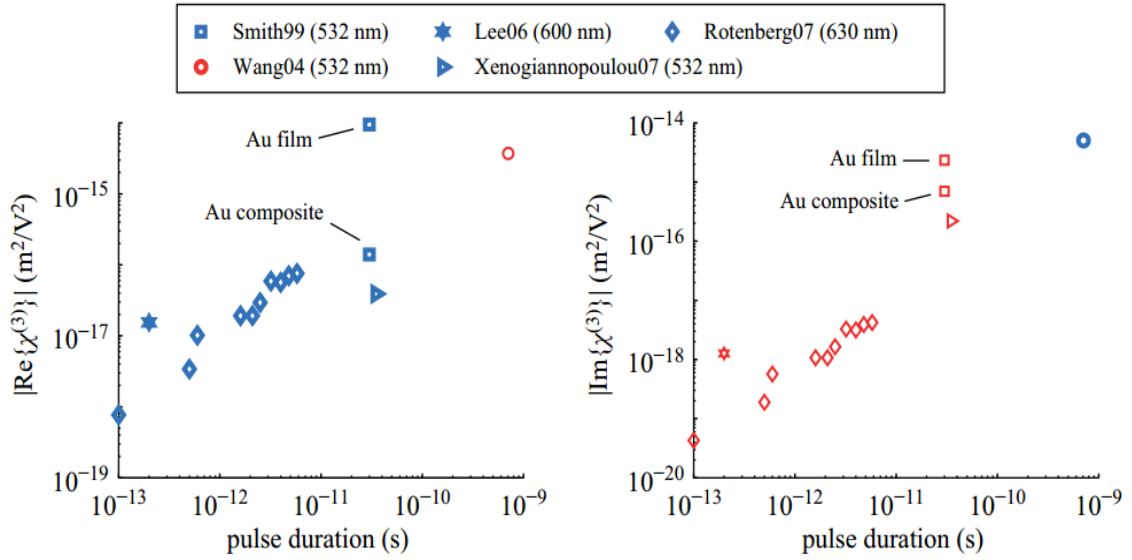 Smith99 (532 nm) Lee06 (600 nm) Rotenberg07 (630 nm)
Wang04 (532 nm) Xenogiannopoulou07 (532 nm)
|Re{χ⁽³⁾}| (m²/V²)
10⁻¹⁵
10⁻¹⁷
10⁻¹⁹
Au film
Au composite
10⁻¹³ 10⁻¹² 10⁻¹¹ 10⁻¹⁰ 10⁻⁹
pulse duration (s)
|Im{χ⁽³⁾}| (m²/V²)
10⁻¹⁴
10⁻¹⁶
10⁻¹⁸
10⁻²⁰
Au film
Au composite
10⁻¹³ 10⁻¹² 10⁻¹¹ 10⁻¹⁰ 10⁻⁹
pulse duration (s)